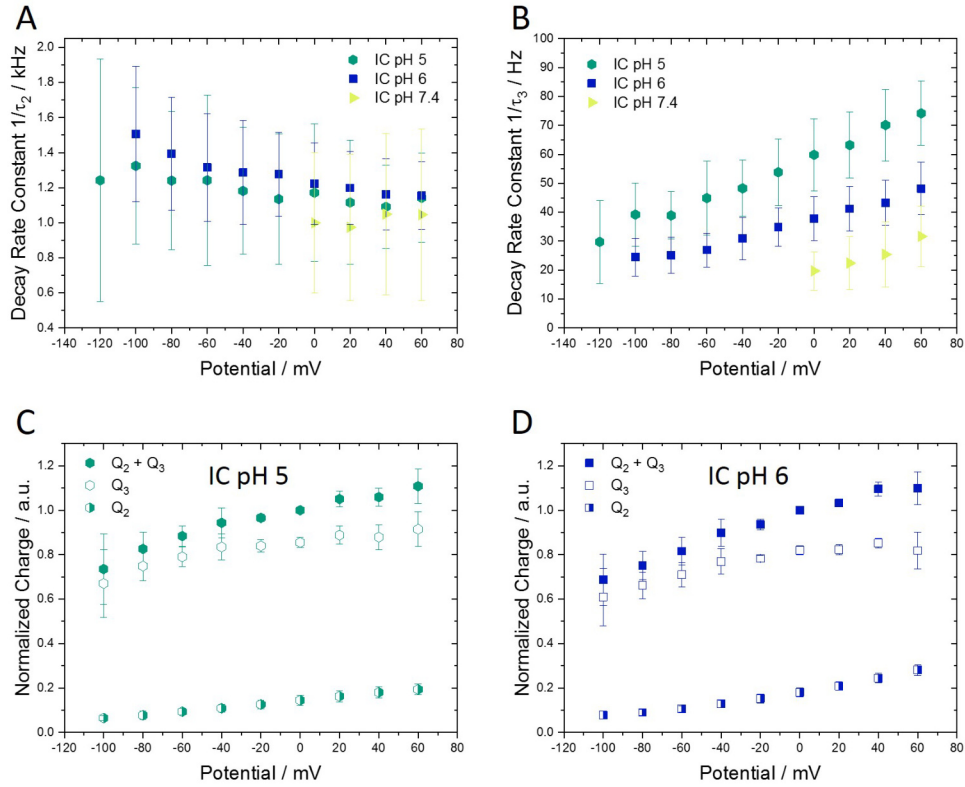 A
Decay Rate Constant 1/τ2 / kHz
2.0
1.8
1.6
1.4
1.2
1.0
0.8
0.6
0.4
IC pH 5
IC pH 6
IC pH 7.4
-140 -120 -100 -80 -60 -40 -20 0 20 40 60 80
Potential / mV
B
Decay Rate Constant 1/τ3 / Hz
100
90
80
70
60
50
40
30
20
10
0
IC pH 5
IC pH 6
IC pH 7.4
-140 -120 -100 -80 -60 -40 -20 0 20 40 60 80
Potential / mV
C
Normalized Charge / a.u.
1.2
1.0
0.8
0.6
0.4
0.2
0.0
Q2 + Q3
Q3
Q2
IC pH 5
-120 -100 -80 -60 -40 -20 0 20 40 60 80
Potential / mV
D
Normalized Charge / a.u.
1.2
1.0
0.8
0.6
0.4
0.2
0.0
Q2 + Q3
Q3
Q2
IC pH 6
-120 -100 -80 -60 -40 -20 0 20 40 60 80
Potential / mV